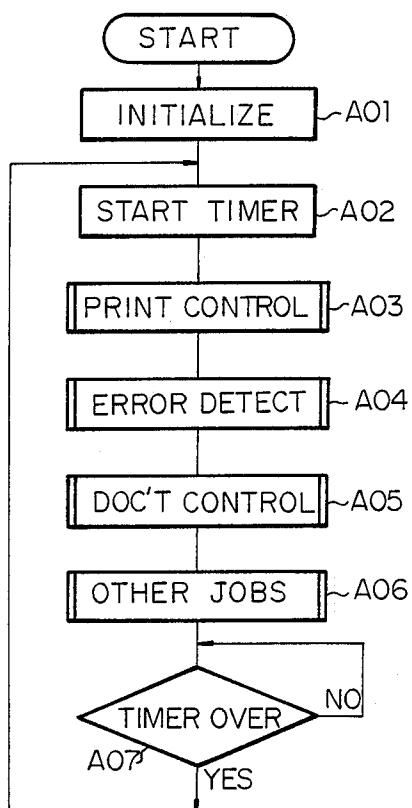 START
INITIALIZE A01
START TIMER A02
PRINT CONTROL A03
ERROR DETECT A04
DOC'T CONTROL A05
OTHER JOBS A06
NO
TIMER OVER
A07
YES